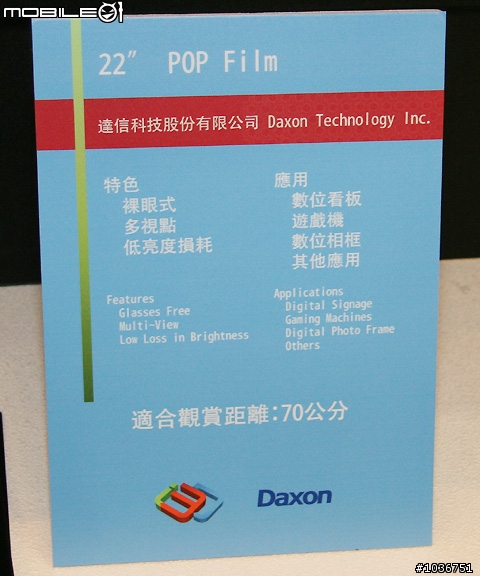 MOBILE01
22" POP Film
達信科技股份有限公司 Daxon Technology Inc.
特色
裸眼式
多視點
低亮度損耗
應用
數位看板
遊戲機
數位相框
其他應用
Features
Glasses Free
Multi-View
Low Loss in Brightness
Applications
Digital Signage
Gaming Machines
Digital Photo Frame
Others
適合觀賞距離:70公分
Daxon
#1036751